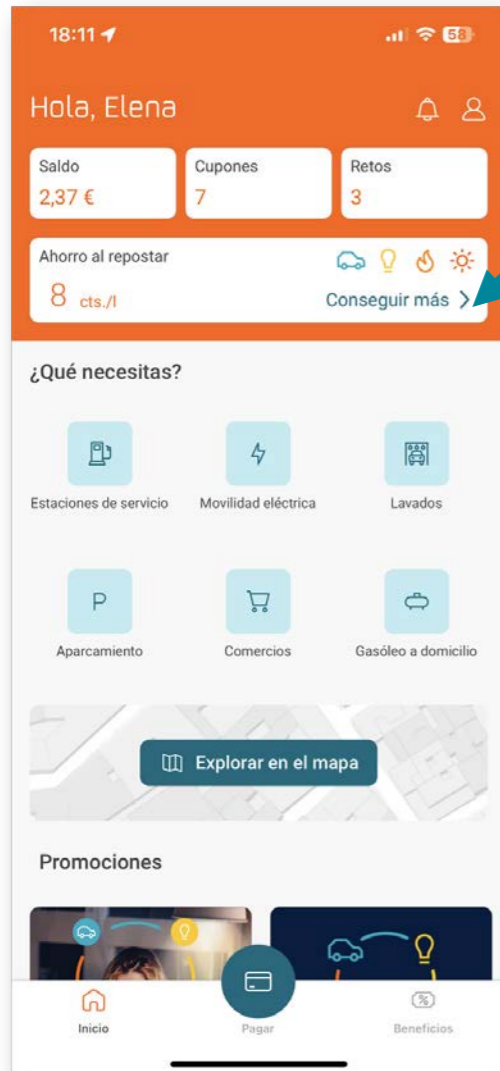 18:11
58
Hola, Elena
Saldo
Cupones
Retos
2,37 €
7
3
Ahorro al repostar
8 cts./l
Conseguir más
¿Qué necesitas?
Estaciones de servicio
Movilidad eléctrica
Lavados
P
Aparcamiento
Comercios
Gasóleo a domicilio
Explorar en el mapa
Promociones
Inicio
Pagar
Beneficios